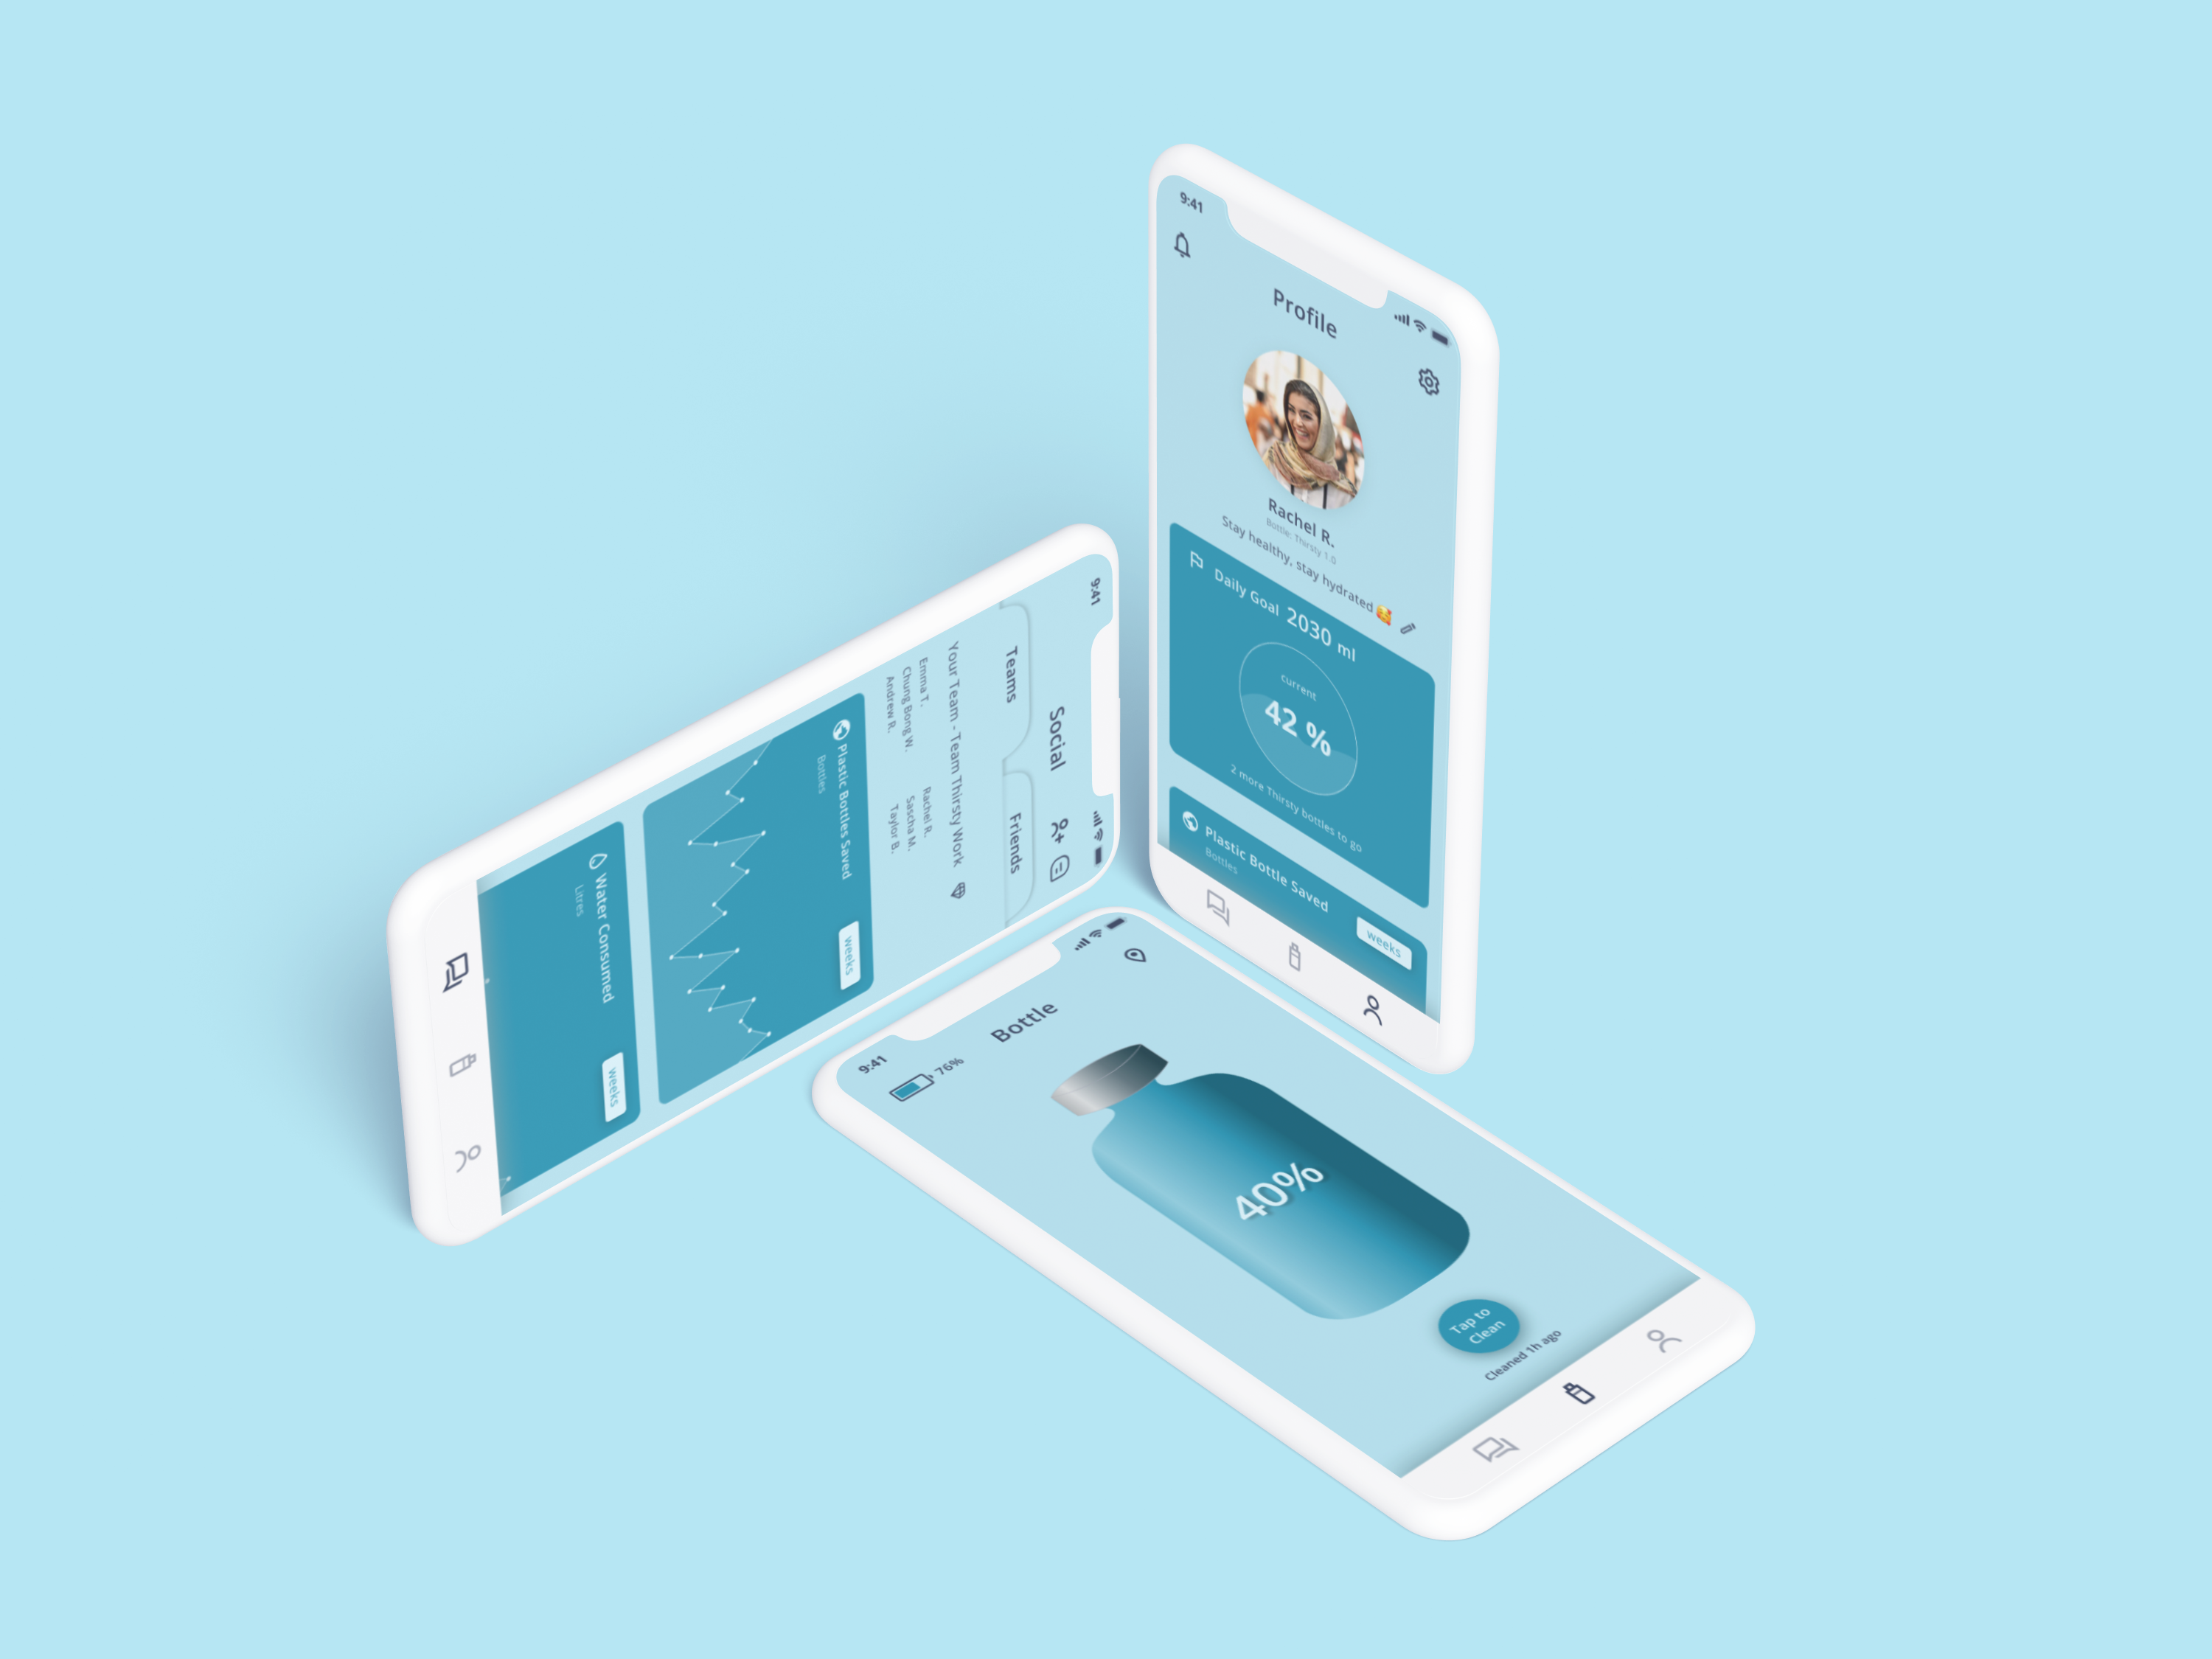 9:41
Profile
Rachel R.
Bottle: Thirsty 1.0
Stay healthy, stay hydrated 🥰
Daily Goal 2030 ml
current
42 %
2 more Thirsty bottles to go
Plastic Bottle Saved
Bottles
weeks
9:41
Social
Teams
Friends
Your Team - Team Thirsty Work
Emma T.
Rachel R.
Chung Bong W.
Sascha M.
Andrew R.
Taylor B.
Plastic Bottles Saved
Bottles
weeks
Water Consumed
Litres
weeks
9:41
76%
Bottle
40%
Tap to
Clean
Cleaned 1h ago